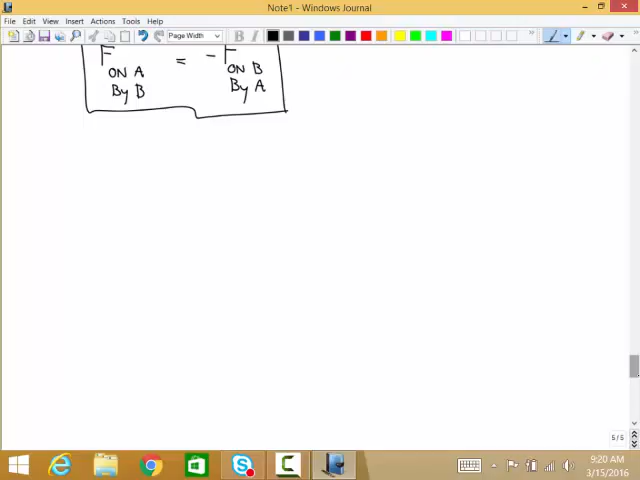 Note1 - Windows Journal
File Edit View Insert Actions Tools Help
Page Width B I
F = - F
ON A ON B
By B By A
5/5
9:20 AM
3/15/2016